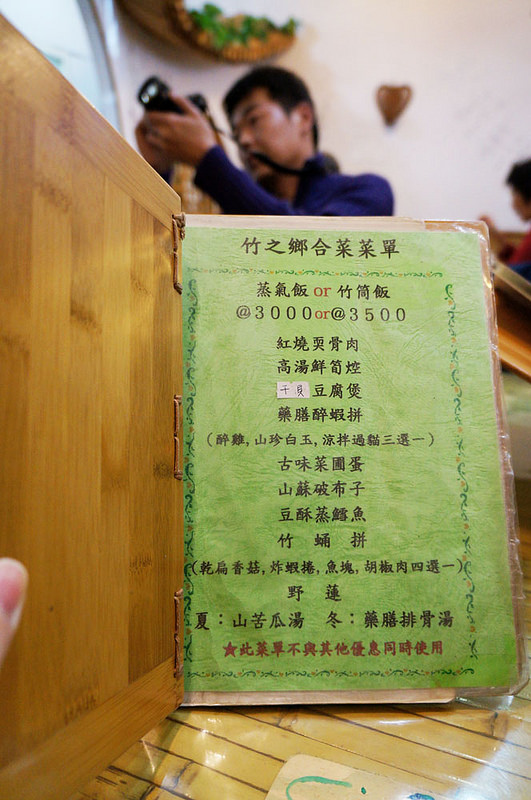 竹之鄉合菜菜單
蒸氣飯 or 竹筒飯
@3000or@3500
紅燒耎骨肉
高湯鮮筍焢
干貝豆腐煲
藥膳醉蝦拼
(醉雞,山珍白玉,涼拌過貓三選一)
古味菜圃蛋
山蘇破布子
豆酥蒸鱈魚
竹蛹拼
(乾扁香菇,炸蝦捲,魚塊,胡椒肉四選一)
野蓮
夏：山苦瓜湯 冬：藥膳排骨湯
★此菜單不與其他優惠同時使用